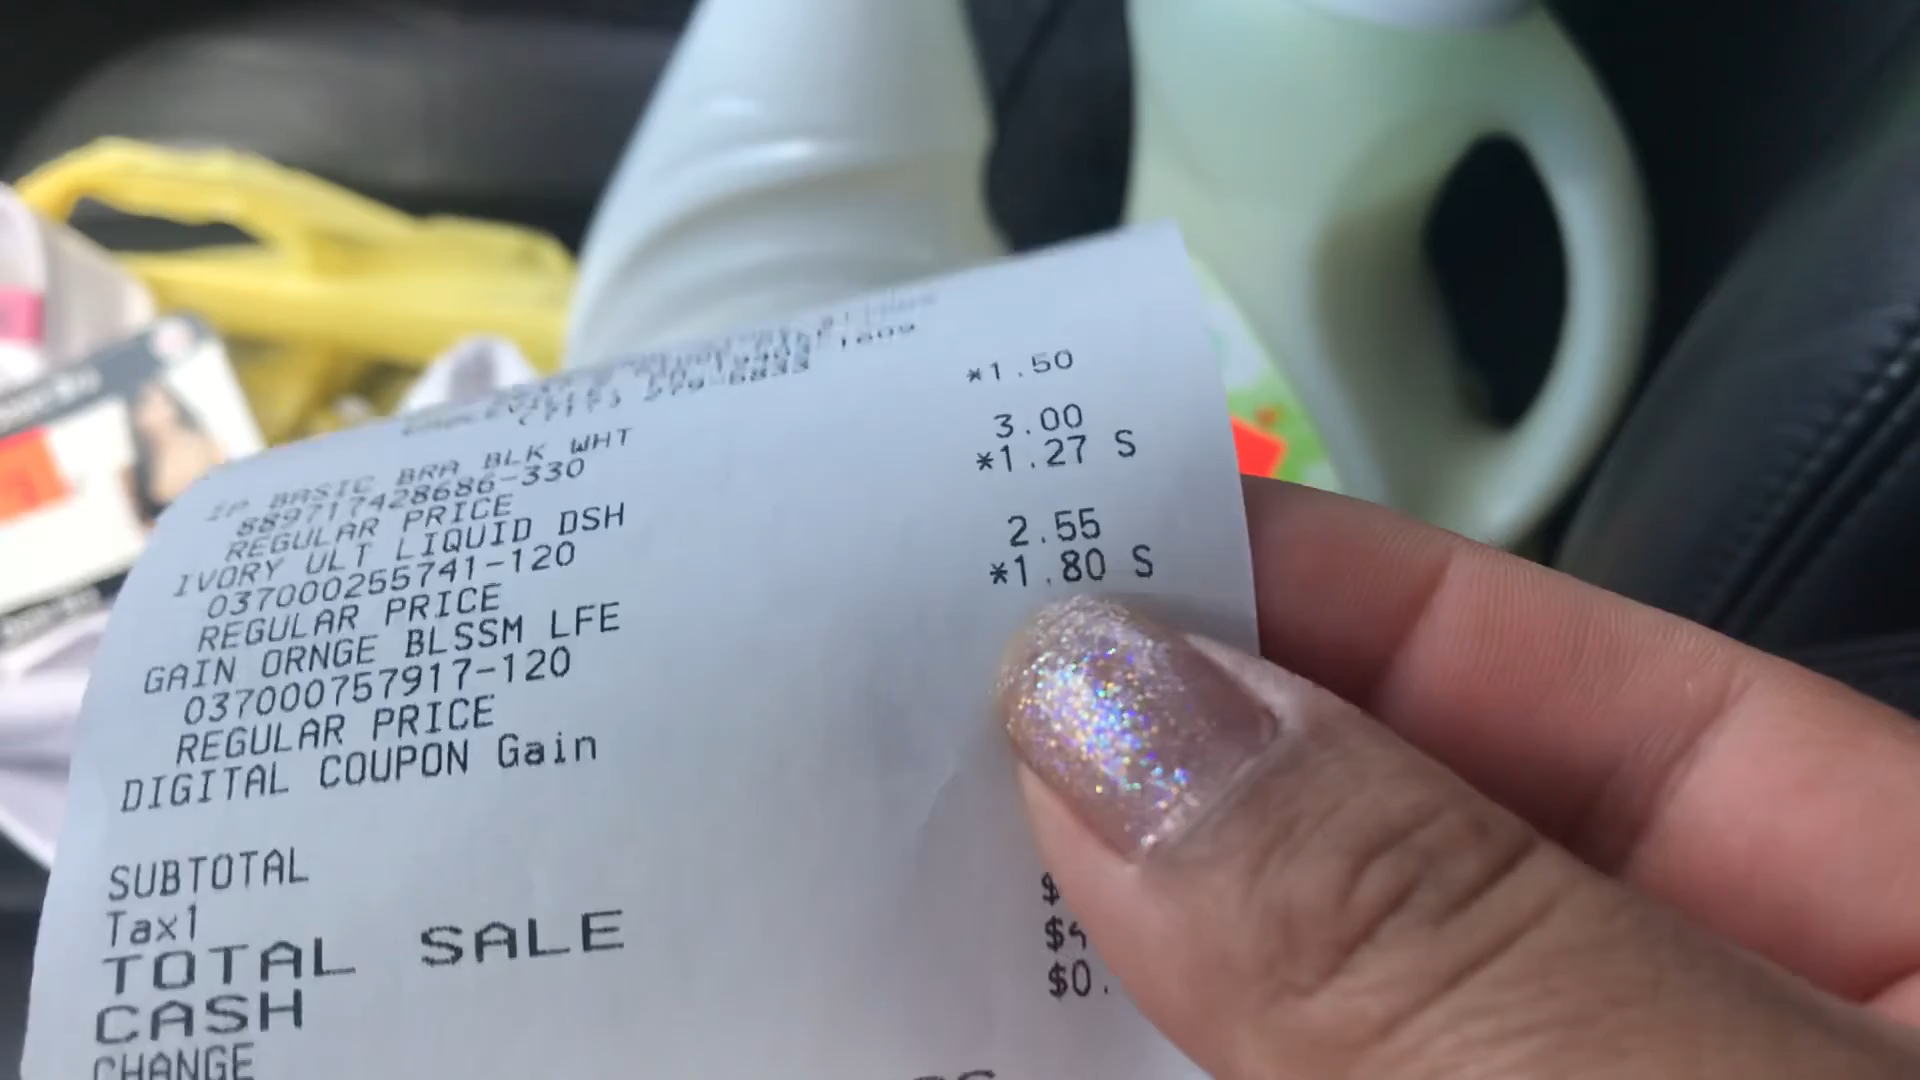 BASIC BRA BLK WHT *1.50
889717428686-330
REGULAR PRICE 3.00
IVORY ULT LIQUID DSH *1.27 S
037000255741-120
REGULAR PRICE 2.55
GAIN ORNGE BLSSM LFE *1.80 S
037000757917-120
REGULAR PRICE
DIGITAL COUPON Gain
SUBTOTAL
Tax1
TOTAL SALE $
CASH $
CHANGE $0.